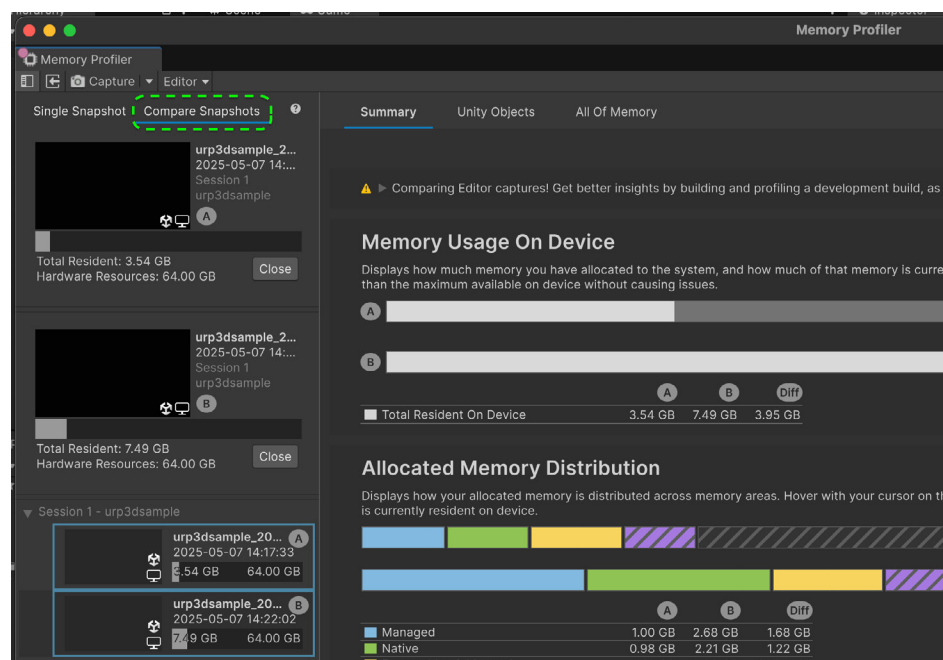 Memory Profiler
Memory Profiler
Capture
Editor
Single Snapshot
Compare Snapshots
?
Summary
Unity Objects
All Of Memory
urp3dsample_2...
2025-05-07 14:...
Session 1
urp3dsample
A
Total Resident: 3.54 GB
Hardware Resources: 64.00 GB
Close
urp3dsample_2...
2025-05-07 14:...
Session 1
urp3dsample
B
Total Resident: 7.49 GB
Hardware Resources: 64.00 GB
Close
Session 1 - urp3dsample
urp3dsample_20... A
2025-05-07 14:17:33
3.54 GB 64.00 GB
urp3dsample_20... B
2025-05-07 14:22:02
7.49 GB 64.00 GB
Comparing Editor captures! Get better insights by building and profiling a development build, as
Memory Usage On Device
Displays how much memory you have allocated to the system, and how much of that memory is curre
than the maximum available on device without causing issues.
A
B
A B Diff
Total Resident On Device 3.54 GB 7.49 GB 3.95 GB
Allocated Memory Distribution
Displays how your allocated memory is distributed across memory areas. Hover with your cursor on th
is currently resident on device.
A B Diff
Managed 1.00 GB 2.68 GB 1.68 GB
Native 0.98 GB 2.21 GB 1.22 GB